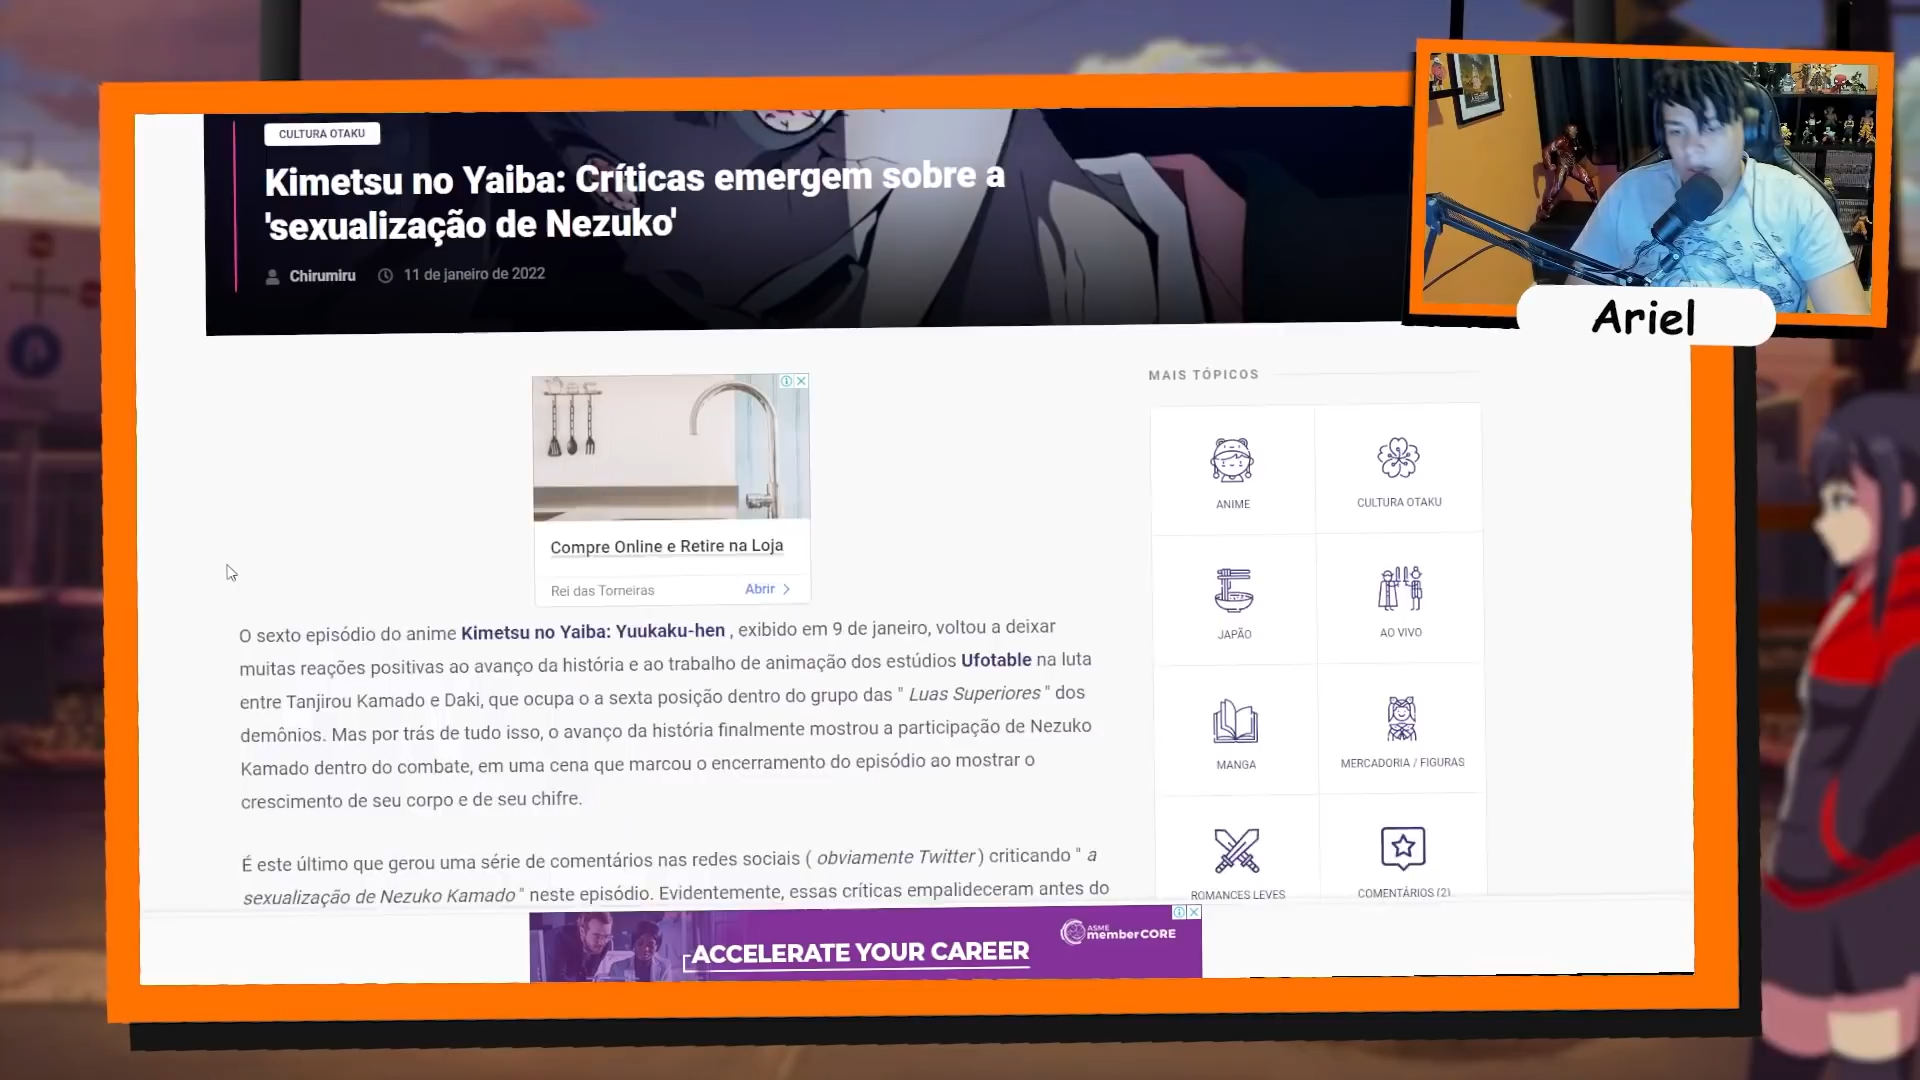 CULTURA OTAKU
Kimetsu no Yaiba: Críticas emergem sobre a
'sexualização de Nezuko'
Chirumiru 11 de janeiro de 2022
Ariel
Compre Online e Retire na Loja
Rei das Torneiras Abrir
O sexto episódio do anime Kimetsu no Yaiba: Yuukaku-hen , exibido em 9 de janeiro, voltou a deixar
muitas reações positivas ao avanço da história e ao trabalho de animação dos estúdios Ufotable na luta
entre Tanjirou Kamado e Daki, que ocupa o a sexta posição dentro do grupo das " Luas Superiores " dos
demônios. Mas por trás de tudo isso, o avanço da história finalmente mostrou a participação de Nezuko
Kamado dentro do combate, em uma cena que marcou o encerramento do episódio ao mostrar o
crescimento de seu corpo e de seu chifre.
É este último que gerou uma série de comentários nas redes sociais ( obviamente Twitter ) criticando " a
sexualização de Nezuko Kamado " neste episódio. Evidentemente, essas críticas empalideceram antes do
MAIS TÓPICOS
ANIME
CULTURA OTAKU
JAPÃO
AO VIVO
MANGA
MERCADORIA / FIGURAS
ROMANCES LEVES
COMENTÁRIOS (2)
ACCELERATE YOUR CAREER
ASME
memberCORE